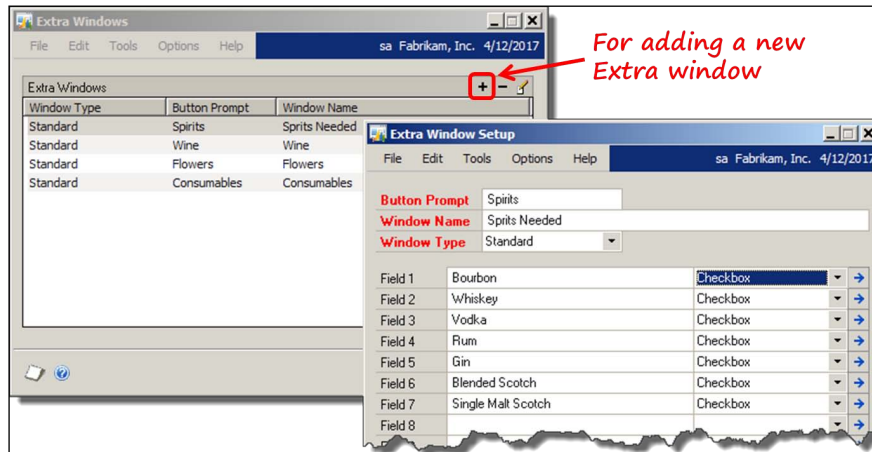 Extra Windows
File Edit Tools Options Help sa Fabrikam, Inc. 4/12/2017
For adding a new
Extra window
Extra Windows + −
Window Type Button Prompt Window Name
Standard Spirits Sprits Needed
Standard Wine Wine
Standard Flowers Flowers
Standard Consumables Consumables
Extra Window Setup
File Edit Tools Options Help sa Fabrikam, Inc. 4/12/2017
Button Prompt Spirits
Window Name Sprits Needed
Window Type Standard
Field 1 Bourbon Checkbox
Field 2 Whiskey Checkbox
Field 3 Vodka Checkbox
Field 4 Rum Checkbox
Field 5 Gin Checkbox
Field 6 Blended Scotch Checkbox
Field 7 Single Malt Scotch Checkbox
Field 8